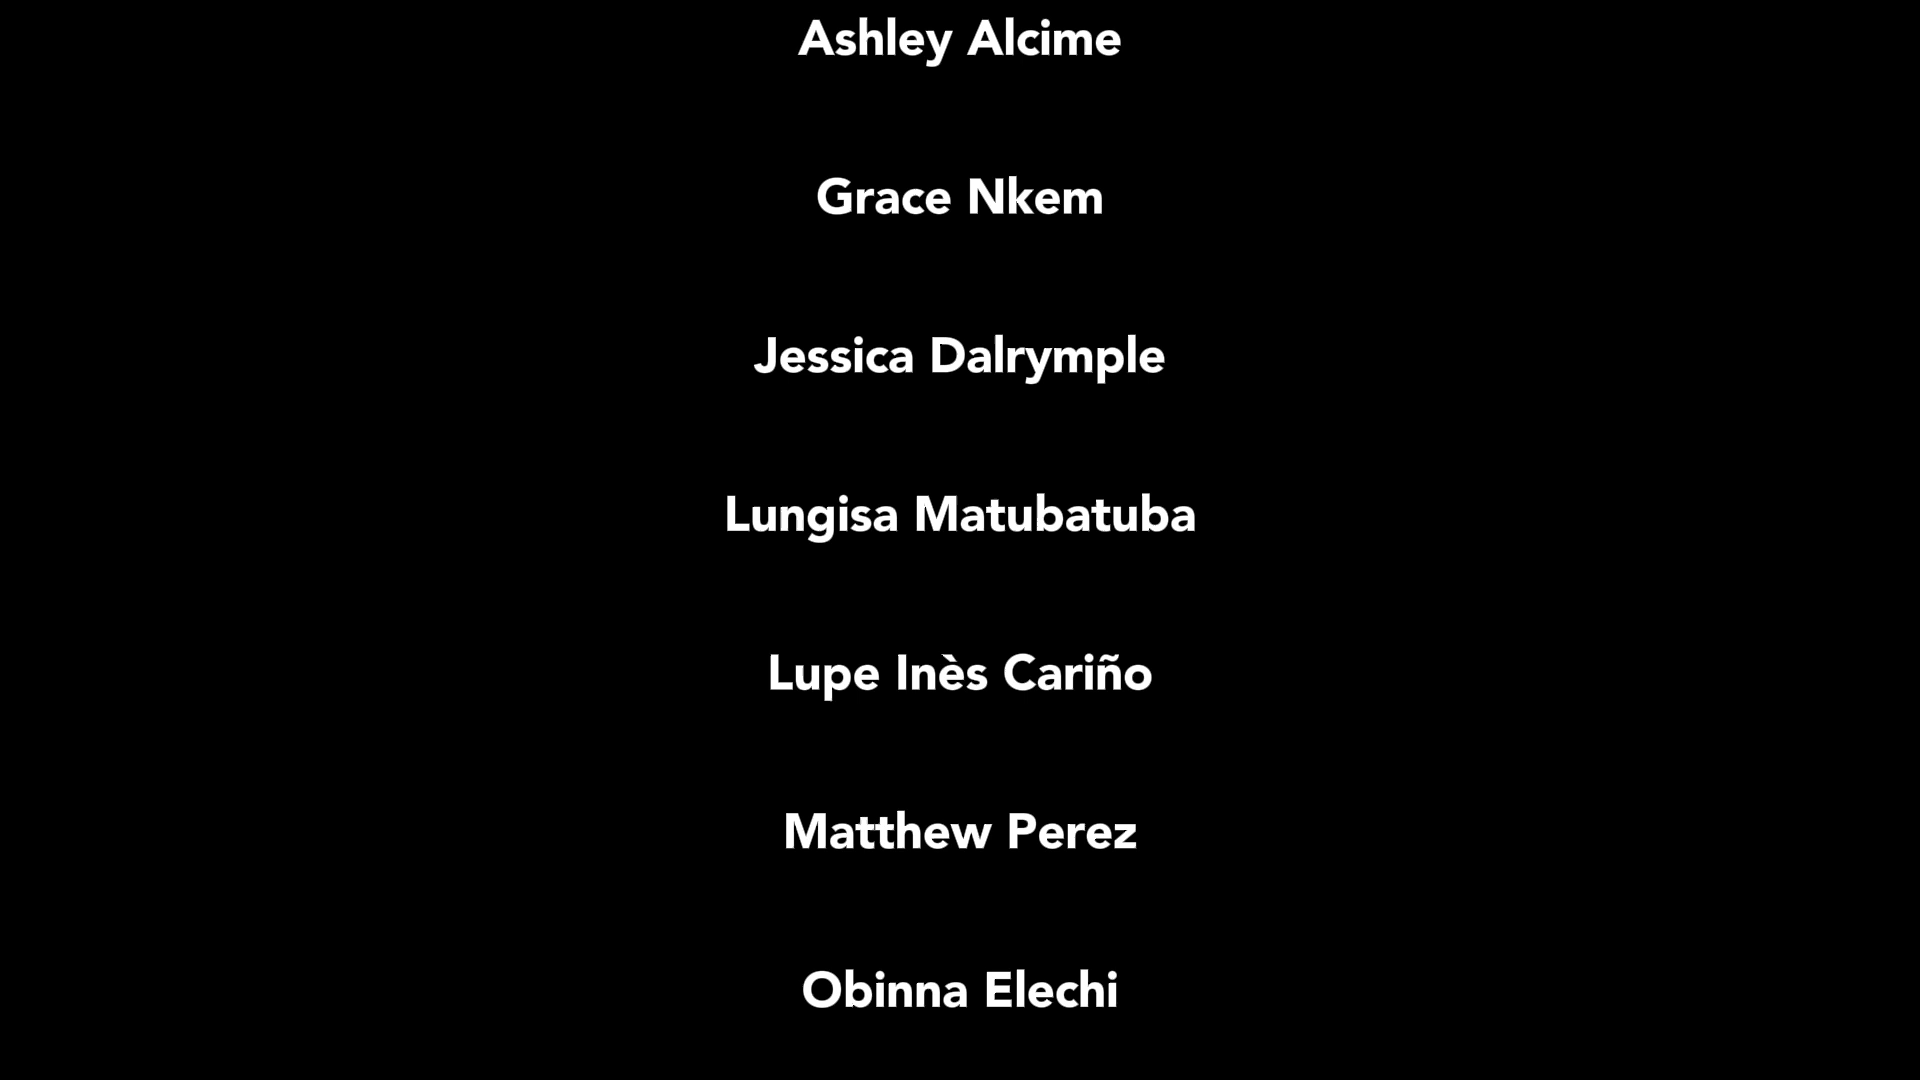 Ashley Alcime
Grace Nkem
Jessica Dalrymple
Lungisa Matubatuba
Lupe Inès Cariño
Matthew Perez
Obinna Elechi